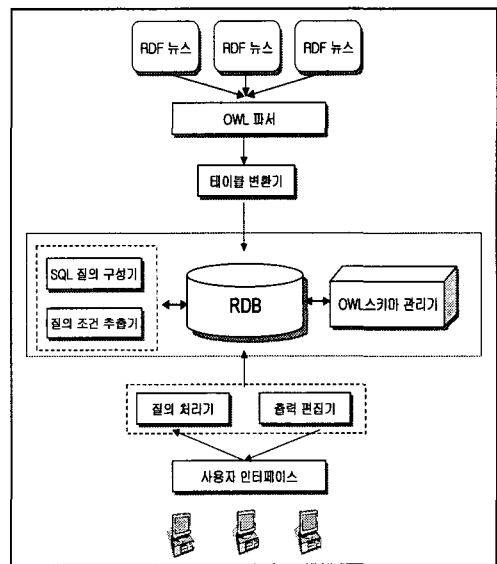 RDF 뉴스
RDF 뉴스
RDF 뉴스
OWL 파서
테이블 변환기
SQL 질의 구성기
질의 조건 추출기
RDB
OWL스키마 관리기
질의 처리기
출력 편집기
사용자 인터페이스